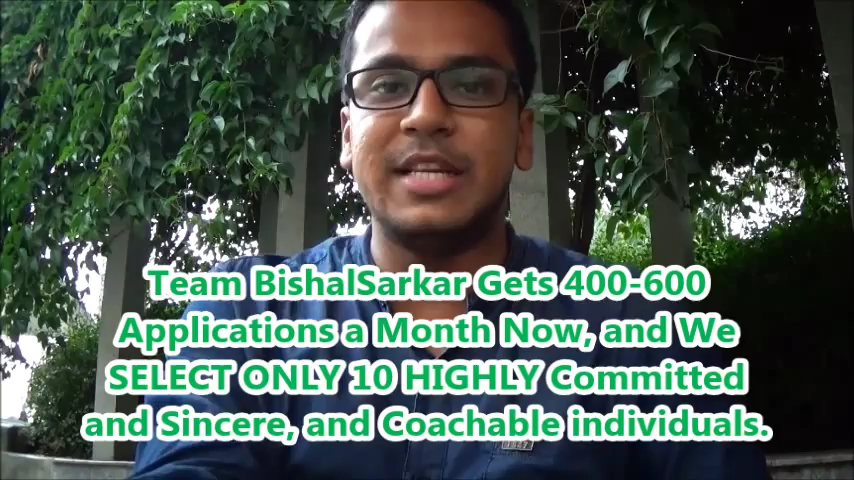 Team BishalSarkar Gets 400-600
Applications a Month Now, and We
SELECT ONLY 10 HIGHLY Committed
and Sincere, and Coachable individuals.